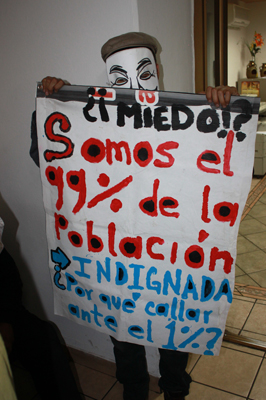 ¿¡MIEDO!?
Somos el
99% de la
Población
INDIGNADA
¿Por qué callar
ante el 1%?